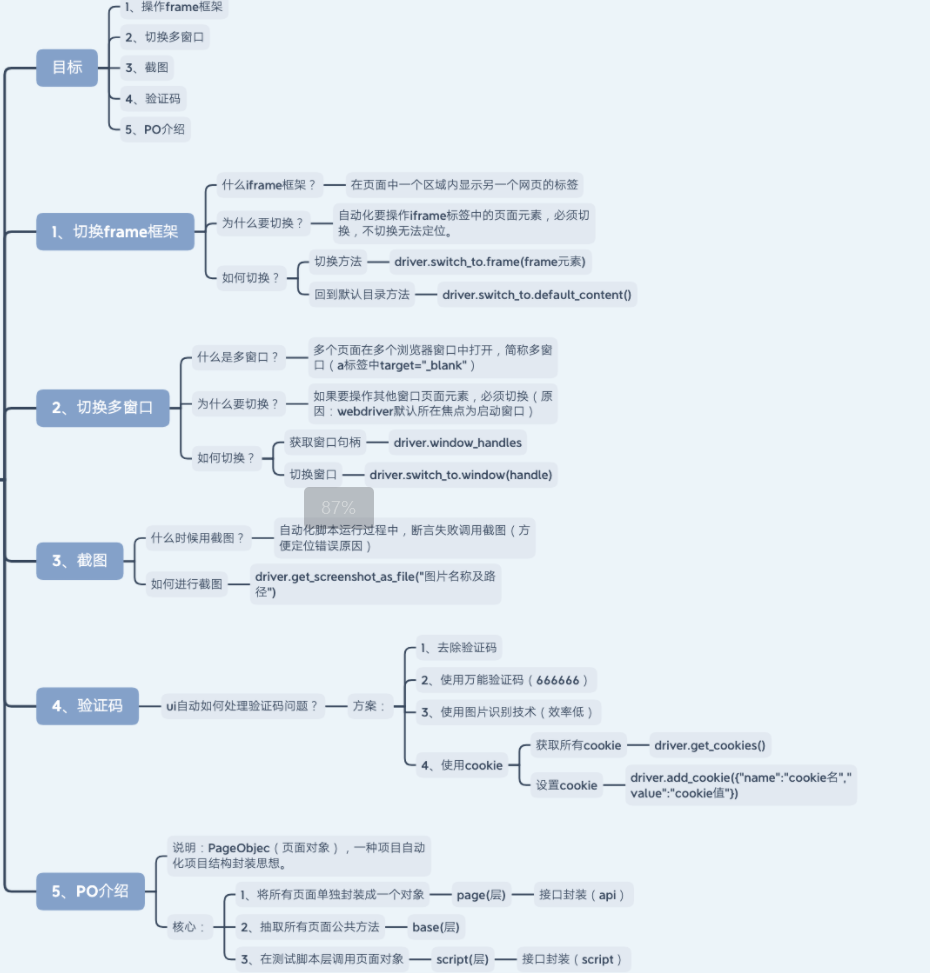 1、操作frame框架
2、切换多窗口
目标
3、截图
4、验证码
5、PO介绍
1、切换frame框架
什么iframe框架？
在页面中一个区域内显示另一个网页的标签
为什么要切换？
自动化要操作iframe标签中的页面元素，必须切
换，不切换无法定位。
如何切换？
切换方法
driver.switch_to.frame(frame元素)
回到默认目录方法
driver.switch_to.default_content()
2、切换多窗口
什么是多窗口？
多个页面在多个浏览器窗口中打开，简称多窗
口（a标签中target="_blank"）
为什么要切换？
如果要操作其他窗口页面元素，必须切换（原
因：webdriver默认所在焦点为启动窗口）
如何切换？
获取窗口句柄
driver.window_handles
切换窗口
driver.switch_to.window(handle)
87%
3、截图
什么时候用截图？
自动化脚本运行过程中，断言失败调用截图（方
便定位错误原因）
如何进行截图
driver.get_screenshot_as_file("图片名称及路
径")
4、验证码
ui自动如何处理验证码问题？
方案：
1、去除验证码
2、使用万能验证码（666666）
3、使用图片识别技术（效率低）
4、使用cookie
获取所有cookie
driver.get_cookies()
设置cookie
driver.add_cookie({"name":"cookie名","
value":"cookie值"})
5、PO介绍
说明：PageObjec（页面对象），一种项目自动
化项目结构封装思想。
核心：
1、将所有页面单独封装成一个对象
page(层)
接口封装（api）
2、抽取所有页面公共方法
base(层)
3、在测试脚本层调用页面对象
script(层)
接口封装（script）